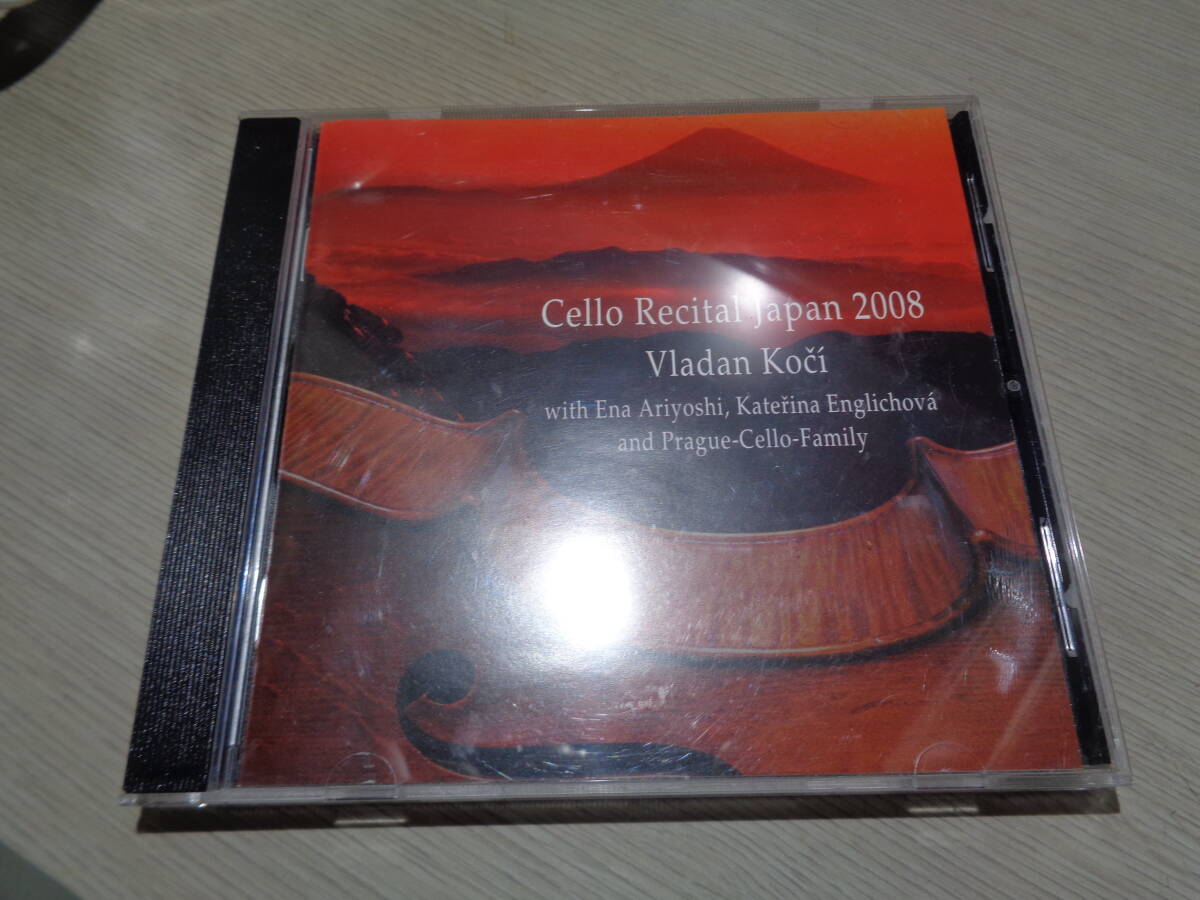 Cello Recital Japan 2008
Vladan Kočí
with Ena Ariyoshi, Kateřina Englichová
and Prague-Cello-Family